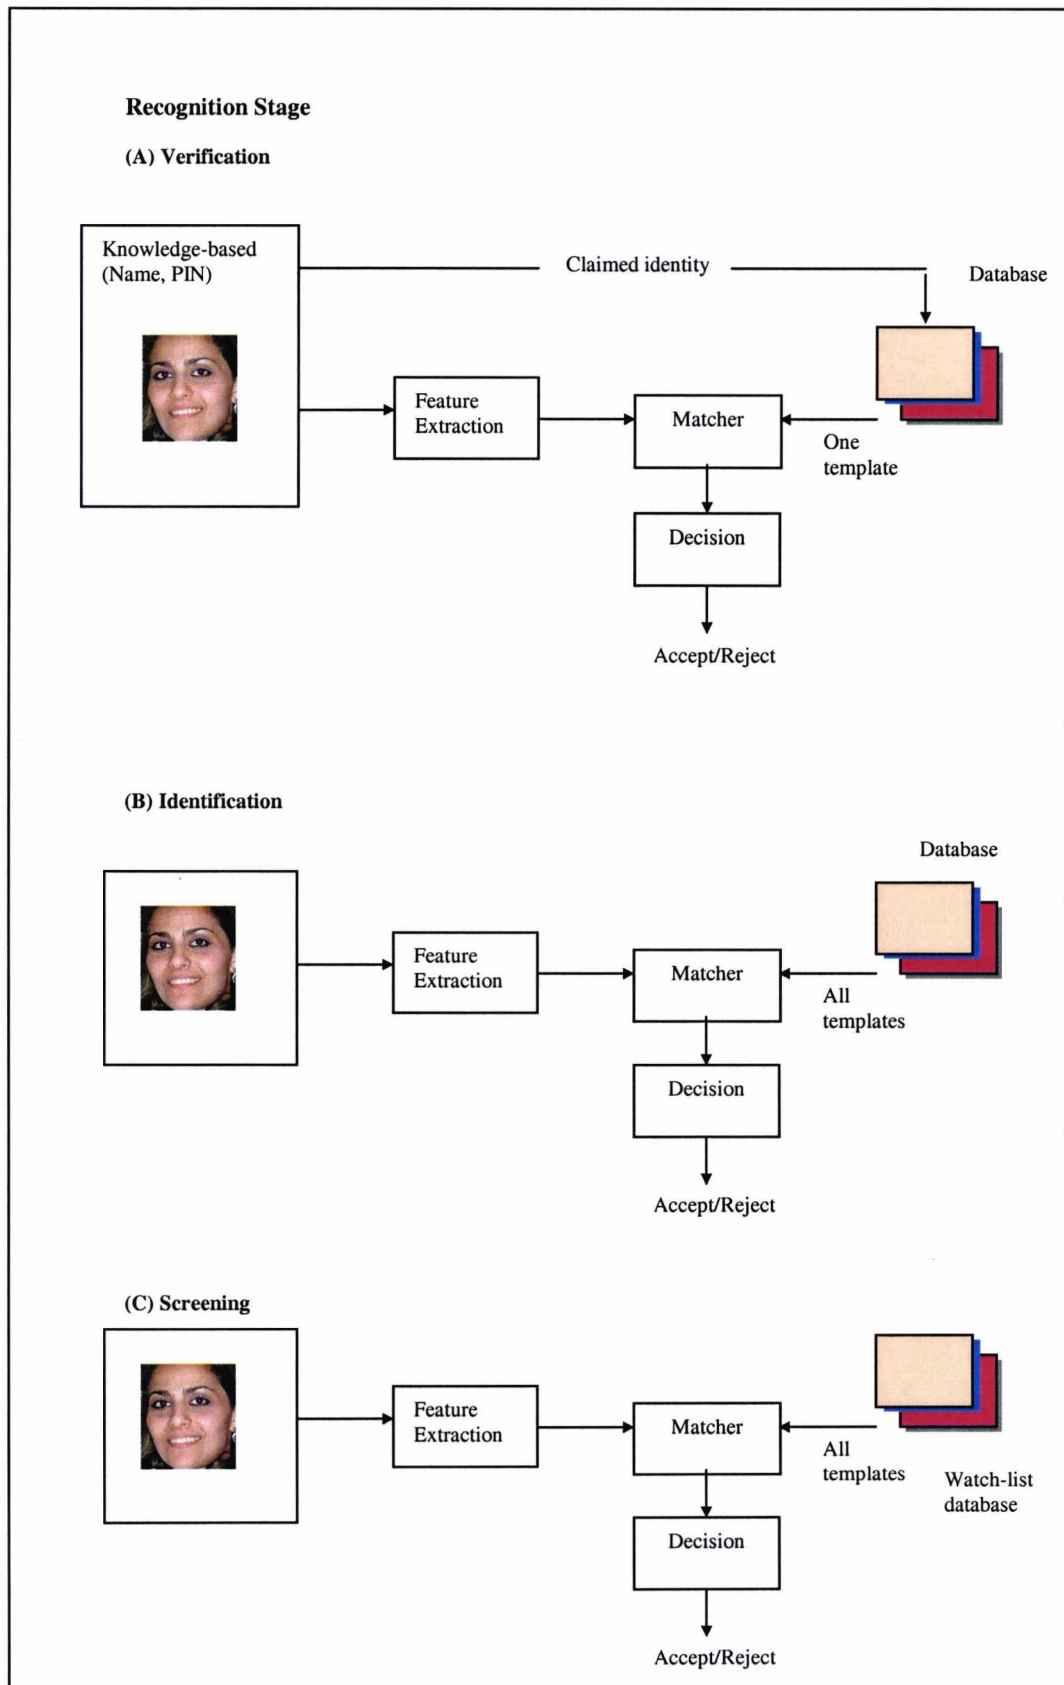 Recognition Stage
(A) Verification
Knowledge-based
(Name, PIN)
Claimed identity
Database
Feature
Extraction
Matcher
One
template
Decision
Accept/Reject
(B) Identification
Database
Feature
Extraction
Matcher
All
templates
Decision
Accept/Reject
(C) Screening
Feature
Extraction
Matcher
All
templates
Watch-list
database
Decision
Accept/Reject